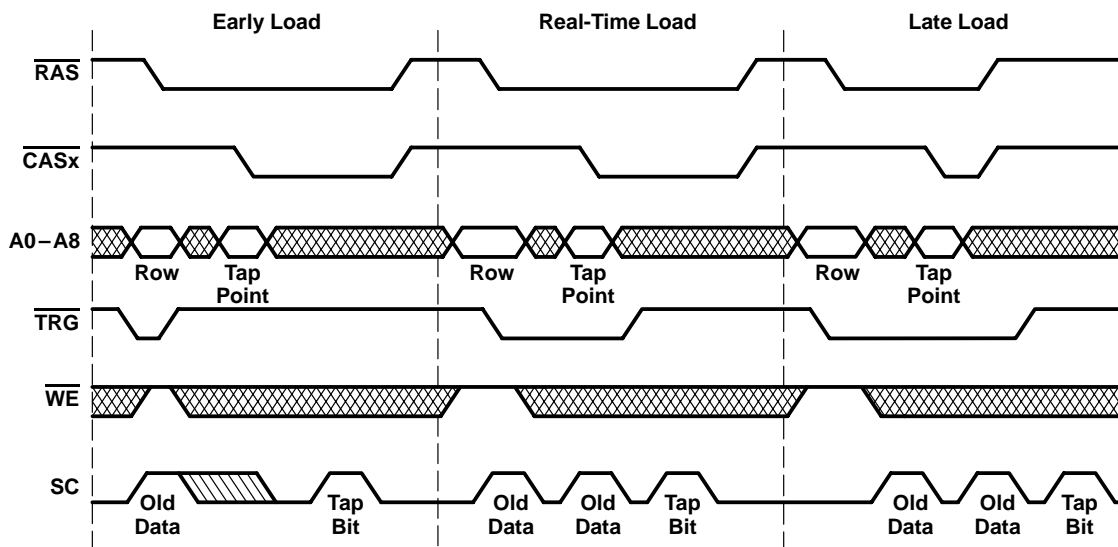 Early Load
Real-Time Load
Late Load
RAS
CASx
A0–A8
Row
Tap
Point
Row
Tap
Point
Row
Tap
Point
TRG
WE
SC
Old
Data
Tap
Bit
Old
Data
Old
Data
Tap
Bit
Old
Data
Old
Data
Tap
Bit